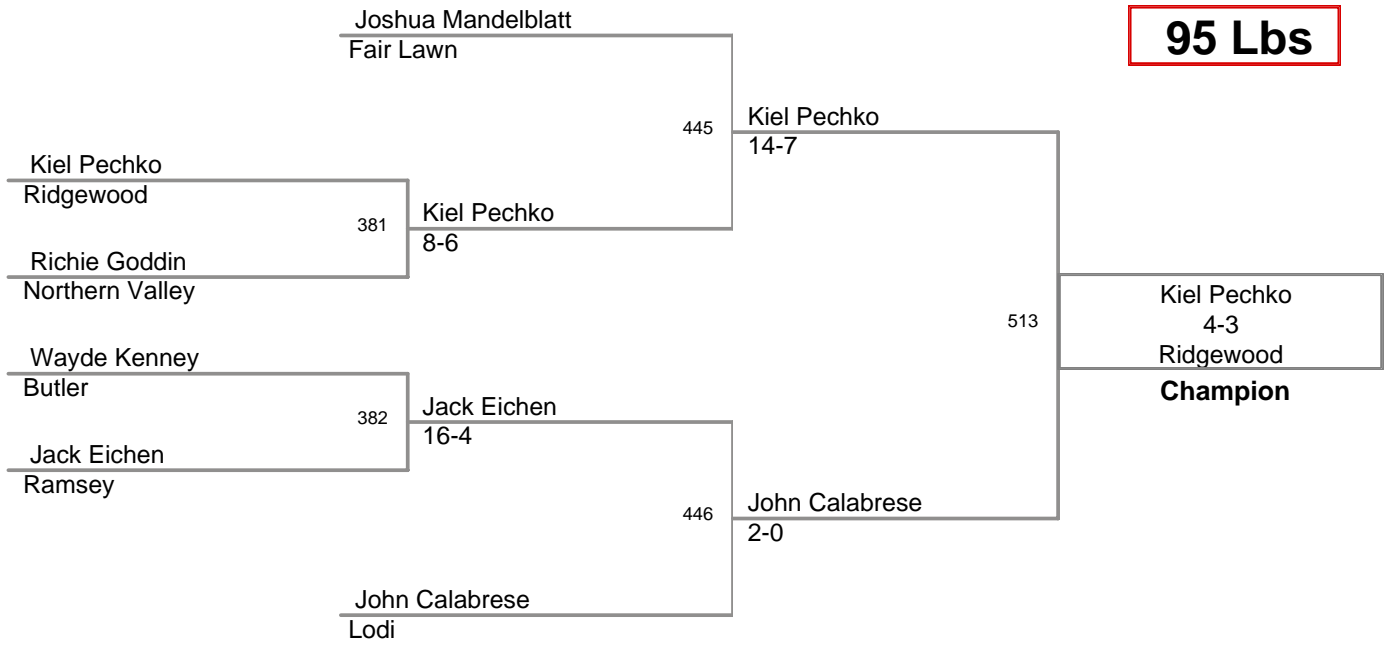 Joshua Mandelblatt
Fair Lawn
95 Lbs
445
Kiel Pechko
14-7
Kiel Pechko
Ridgewood
381
Kiel Pechko
8-6
Richie Goddin
Northern Valley
513
Kiel Pechko
4-3
Ridgewood
Champion
Wayde Kenney
Butler
382
Jack Eichen
16-4
Jack Eichen
Ramsey
446
John Calabrese
2-0
John Calabrese
Lodi